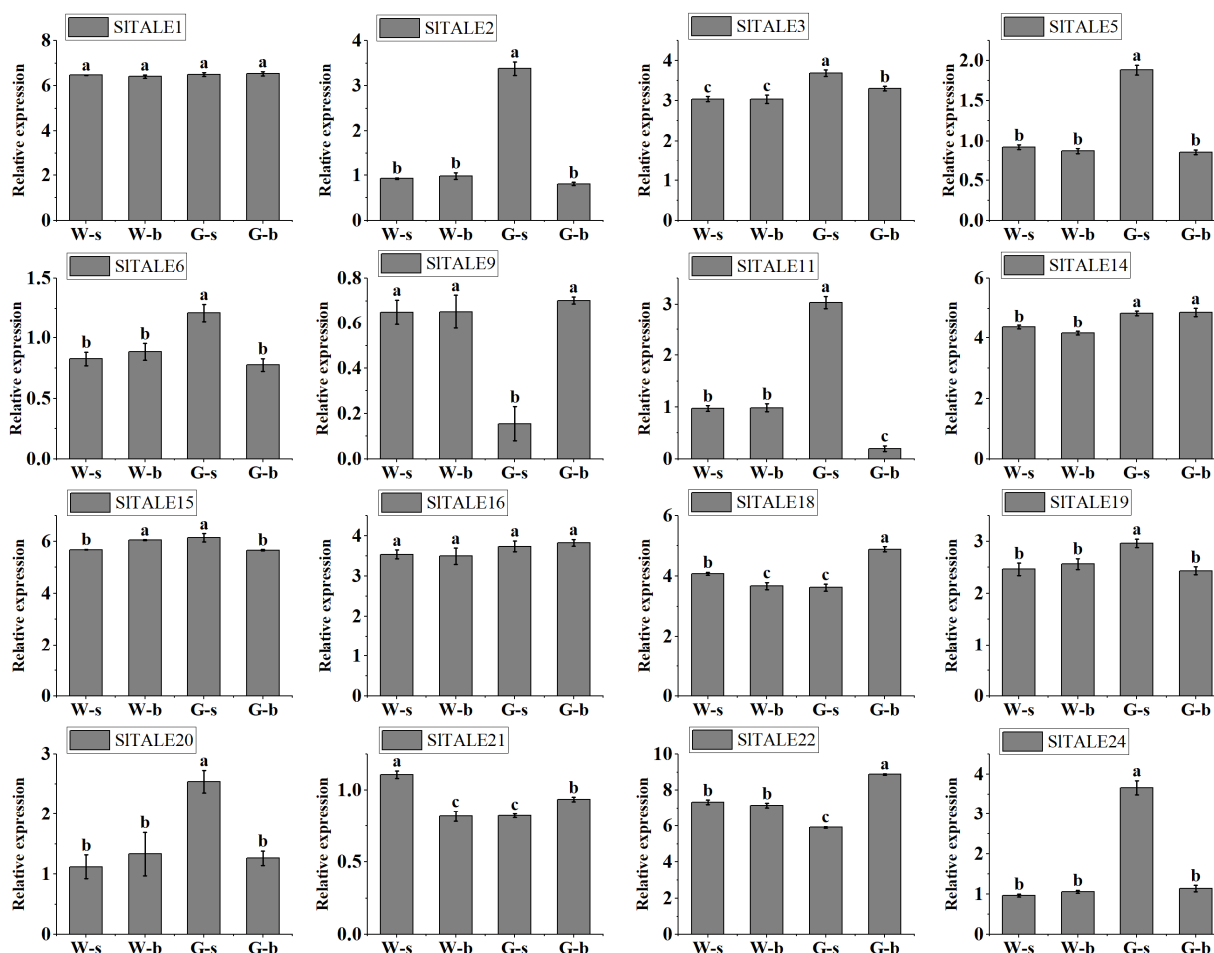 SlTALE1
Relative expression
8
6
4
2
0
a
a
a
a
W-s
W-b
G-s
G-b
SlTALE2
Relative expression
4
3
2
1
0
b
b
a
b
W-s
W-b
G-s
G-b
SlTALE3
Relative expression
4
3
2
1
0
c
c
a
b
W-s
W-b
G-s
G-b
SlTALE5
Relative expression
2.0
1.5
1.0
0.5
0.0
b
b
a
b
W-s
W-b
G-s
G-b
SlTALE6
Relative expression
1.5
1.0
0.5
0.0
b
b
a
b
W-s
W-b
G-s
G-b
SlTALE9
Relative expression
0.8
0.6
0.4
0.2
0.0
a
a
b
a
W-s
W-b
G-s
G-b
SlTALE11
Relative expression
3
2
1
0
b
b
a
c
W-s
W-b
G-s
G-b
SlTALE14
Relative expression
6
4
2
0
b
b
a
a
W-s
W-b
G-s
G-b
SlTALE15
Relative expression
6
4
2
0
b
a
a
b
W-s
W-b
G-s
G-b
SlTALE16
Relative expression
4
3
2
1
0
a
a
a
a
W-s
W-b
G-s
G-b
SlTALE18
Relative expression
6
4
2
0
b
c
c
a
W-s
W-b
G-s
G-b
SlTALE19
Relative expression
3
2
1
0
b
b
a
b
W-s
W-b
G-s
G-b
SlTALE20
Relative expression
3
2
1
0
b
b
a
b
W-s
W-b
G-s
G-b
SlTALE21
Relative expression
1.0
0.5
0.0
a
c
c
b
W-s
W-b
G-s
G-b
SlTALE22
Relative expression
10
8
6
4
2
0
b
b
c
a
W-s
W-b
G-s
G-b
SlTALE24
Relative expression
4
3
2
1
0
b
b
a
b
W-s
W-b
G-s
G-b